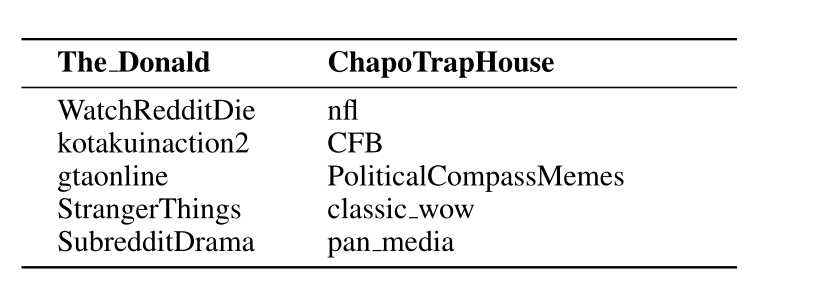 The_Donald ChapoTrapHouse
WatchRedditDie nfl
kotakuinaction2 CFB
gtaonline PoliticalCompassMemes
StrangerThings classic_wow
SubredditDrama pan_media